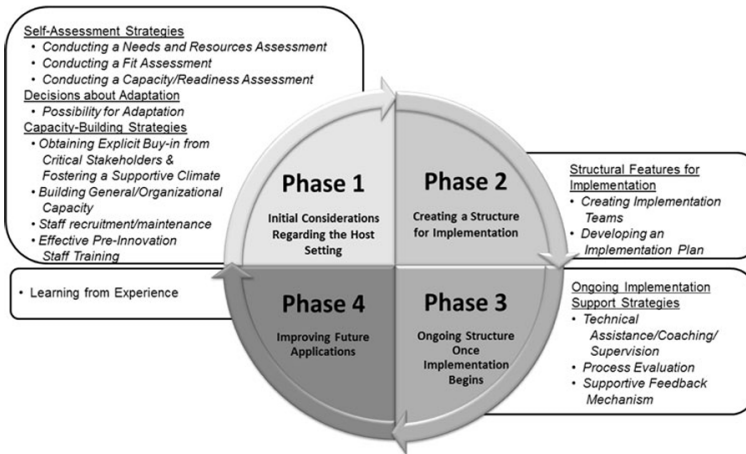 Self-Assessment Strategies
• Conducting a Needs and Resources Assessment
• Conducting a Fit Assessment
• Conducting a Capacity/Readiness Assessment
Decisions about Adaptation
• Possibility for Adaptation
Capacity-Building Strategies
• Obtaining Explicit Buy-in from
Critical Stakeholders &
Fostering a Supportive Climate
• Building General/Organizational
Capacity
• Staff recruitment/maintenance
• Effective Pre-Innovation
Staff Training
Phase 1
Initial Considerations
Regarding the Host
Setting
Phase 2
Creating a Structure
for Implementation
Structural Features for
Implementation
• Creating Implementation
Teams
• Developing an
Implementation Plan
• Learning from Experience
Phase 4
Improving Future
Applications
Phase 3
Ongoing Structure
Once
Implementation
Begins
Ongoing Implementation
Support Strategies
• Technical
Assistance/Coaching/
Supervision
• Process Evaluation
• Supportive Feedback
Mechanism